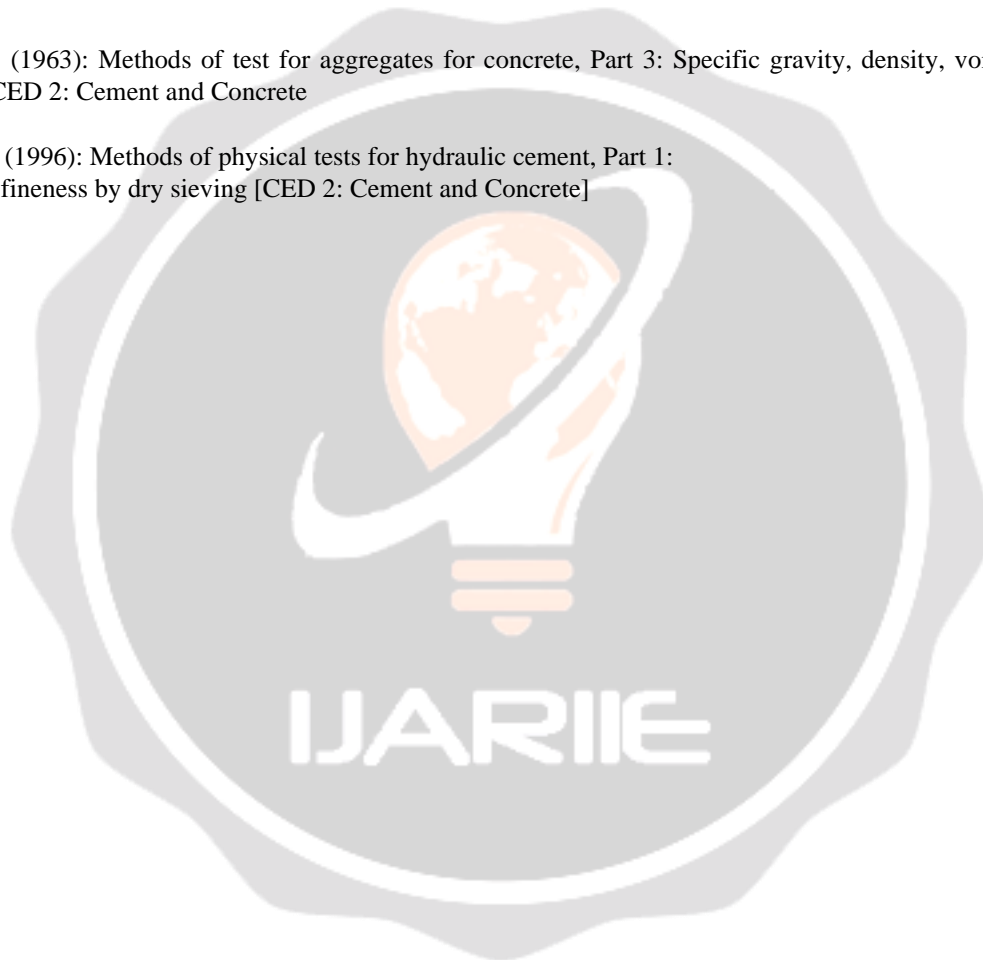 (1963): Methods of test for aggregates for concrete, Part 3: Specific gravity, density,
CED 2: Cement and Concrete
(1996): Methods of physical tests for hydraulic cement, Part 1:
fineness by dry sieving [CED 2: Cement and Concrete]
IJARIIE